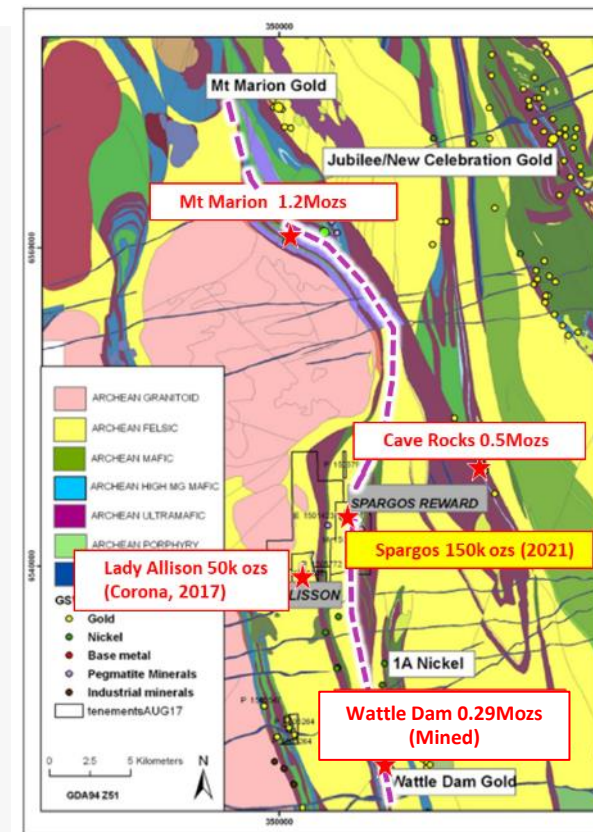 350000
Mt Marion Gold
Jubilee/New Celebration Gold
Mt Marion 1.2Mozs
6560000
ARCHEAN GRANITOID
ARCHEAN FELSIC
ARCHEAN MAFIC
ARCHEAN HIGH MG MAFIC
ARCHEAN ULTRAMAFIC
ARCHEAN PORPHYRY
Cave Rocks 0.5Mozs
SPARGOS REWARD
Spargos 150k ozs (2021)
6540000
Lady Allison 50k ozs
(Corona, 2017)
LISSON
Gold
Nickel
Base metal
Pegmatite Minerals
Industrial minerals
tenementsAUG17
1A Nickel
Wattle Dam 0.29Mozs
(Mined)
Wattle Dam Gold
0 2.5 5 Kilometers
N
GDA94 Z51
350000